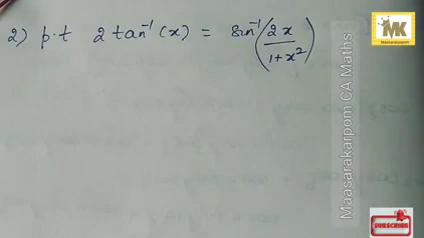 2) p.t 2 tan⁻¹(x) = sin⁻¹(2x/(1+x²))
MK
Maasarakarpom
Maasarakarpom CA Maths
SUBSCRIBE